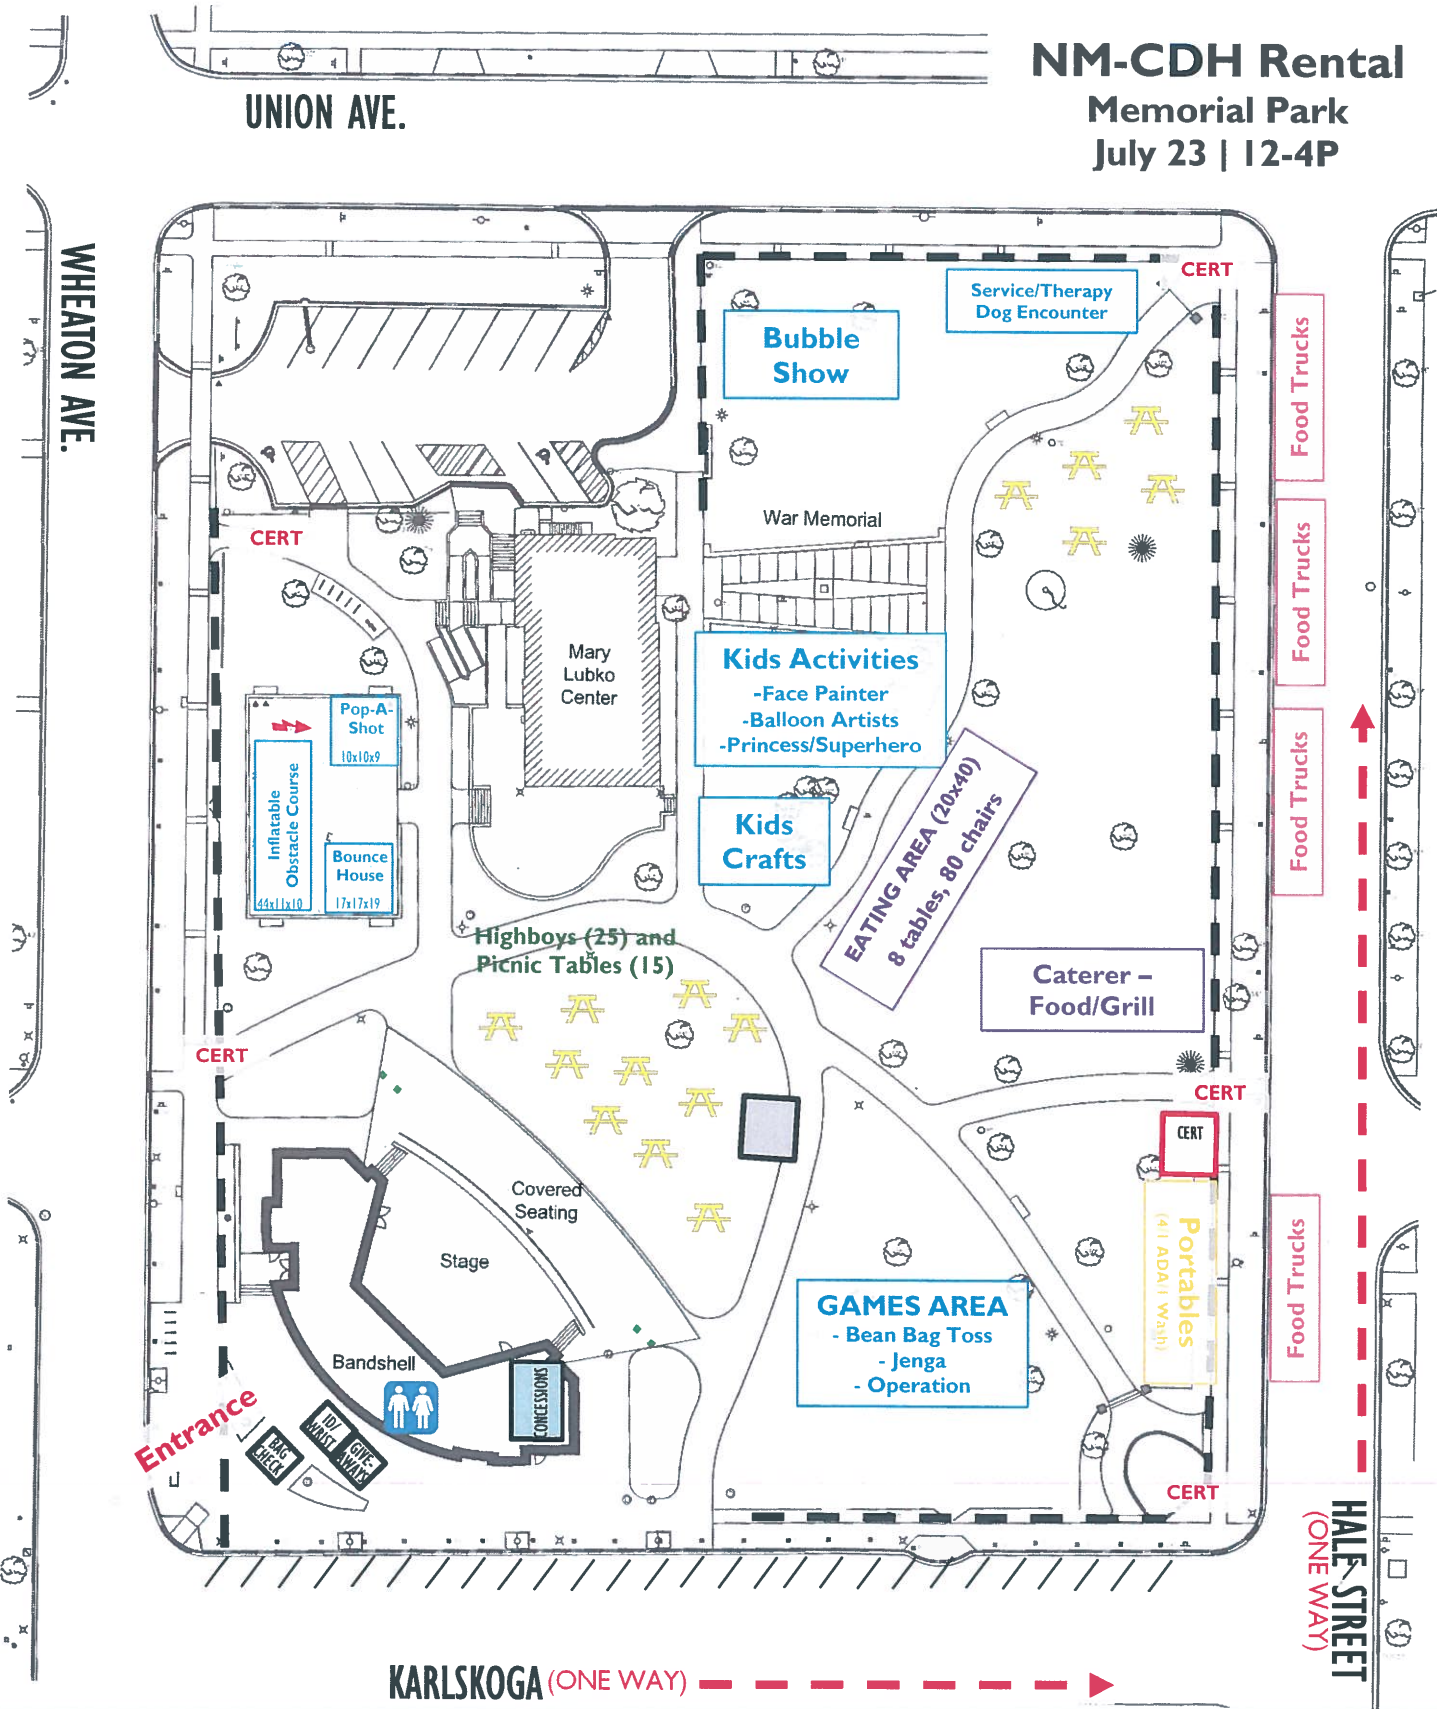 NM-CDH Rental
Memorial Park
July 23 | 12-4P
UNION AVE.
WHEATON AVE.
CERT
Service/Therapy
Dog Encounter
Bubble
Show
Food Trucks
War Memorial
CERT
Food Trucks
Mary
Lubko
Center
Kids Activities
-Face Painter
-Balloon Artists
-Princess/Superhero
Pop-A-
Shot
10x10x9
Inflatable
Obstacle Course
44x11x10
Bounce
House
17x17x19
Kids
Crafts
EATING AREA (20x40)
8 tables, 80 chairs
Food Trucks
Highboys (25) and
Picnic Tables (15)
Caterer –
Food/Grill
CERT
CERT
CERT
Covered
Seating
Stage
Portables
(4/1 ADA/1 Wash)
Food Trucks
GAMES AREA
- Bean Bag Toss
- Jenga
- Operation
Bandshell
CONCESSIONS
Entrance
BAG
CHECK
ID/
WRIST
GIVE-
AWAYS
CERT
HALE STREET
(ONE WAY)
KARLSKOGA (ONE WAY)